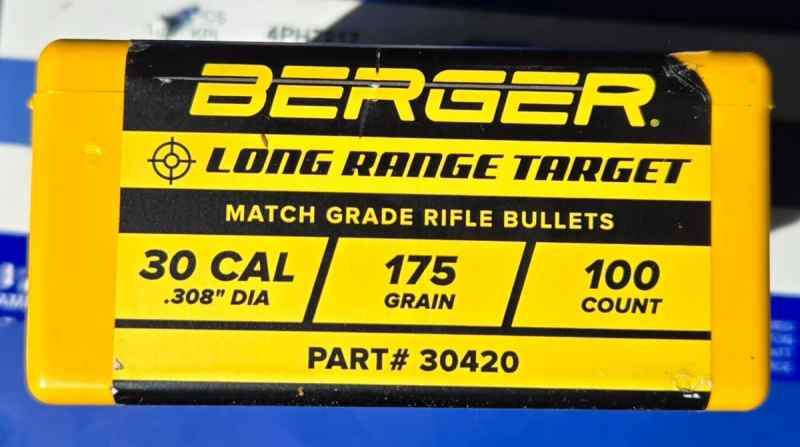 BERGER.
LONG RANGE TARGET
MATCH GRADE RIFLE BULLETS
30 CAL
.308" DIA
175
GRAIN
100
COUNT
PART# 30420